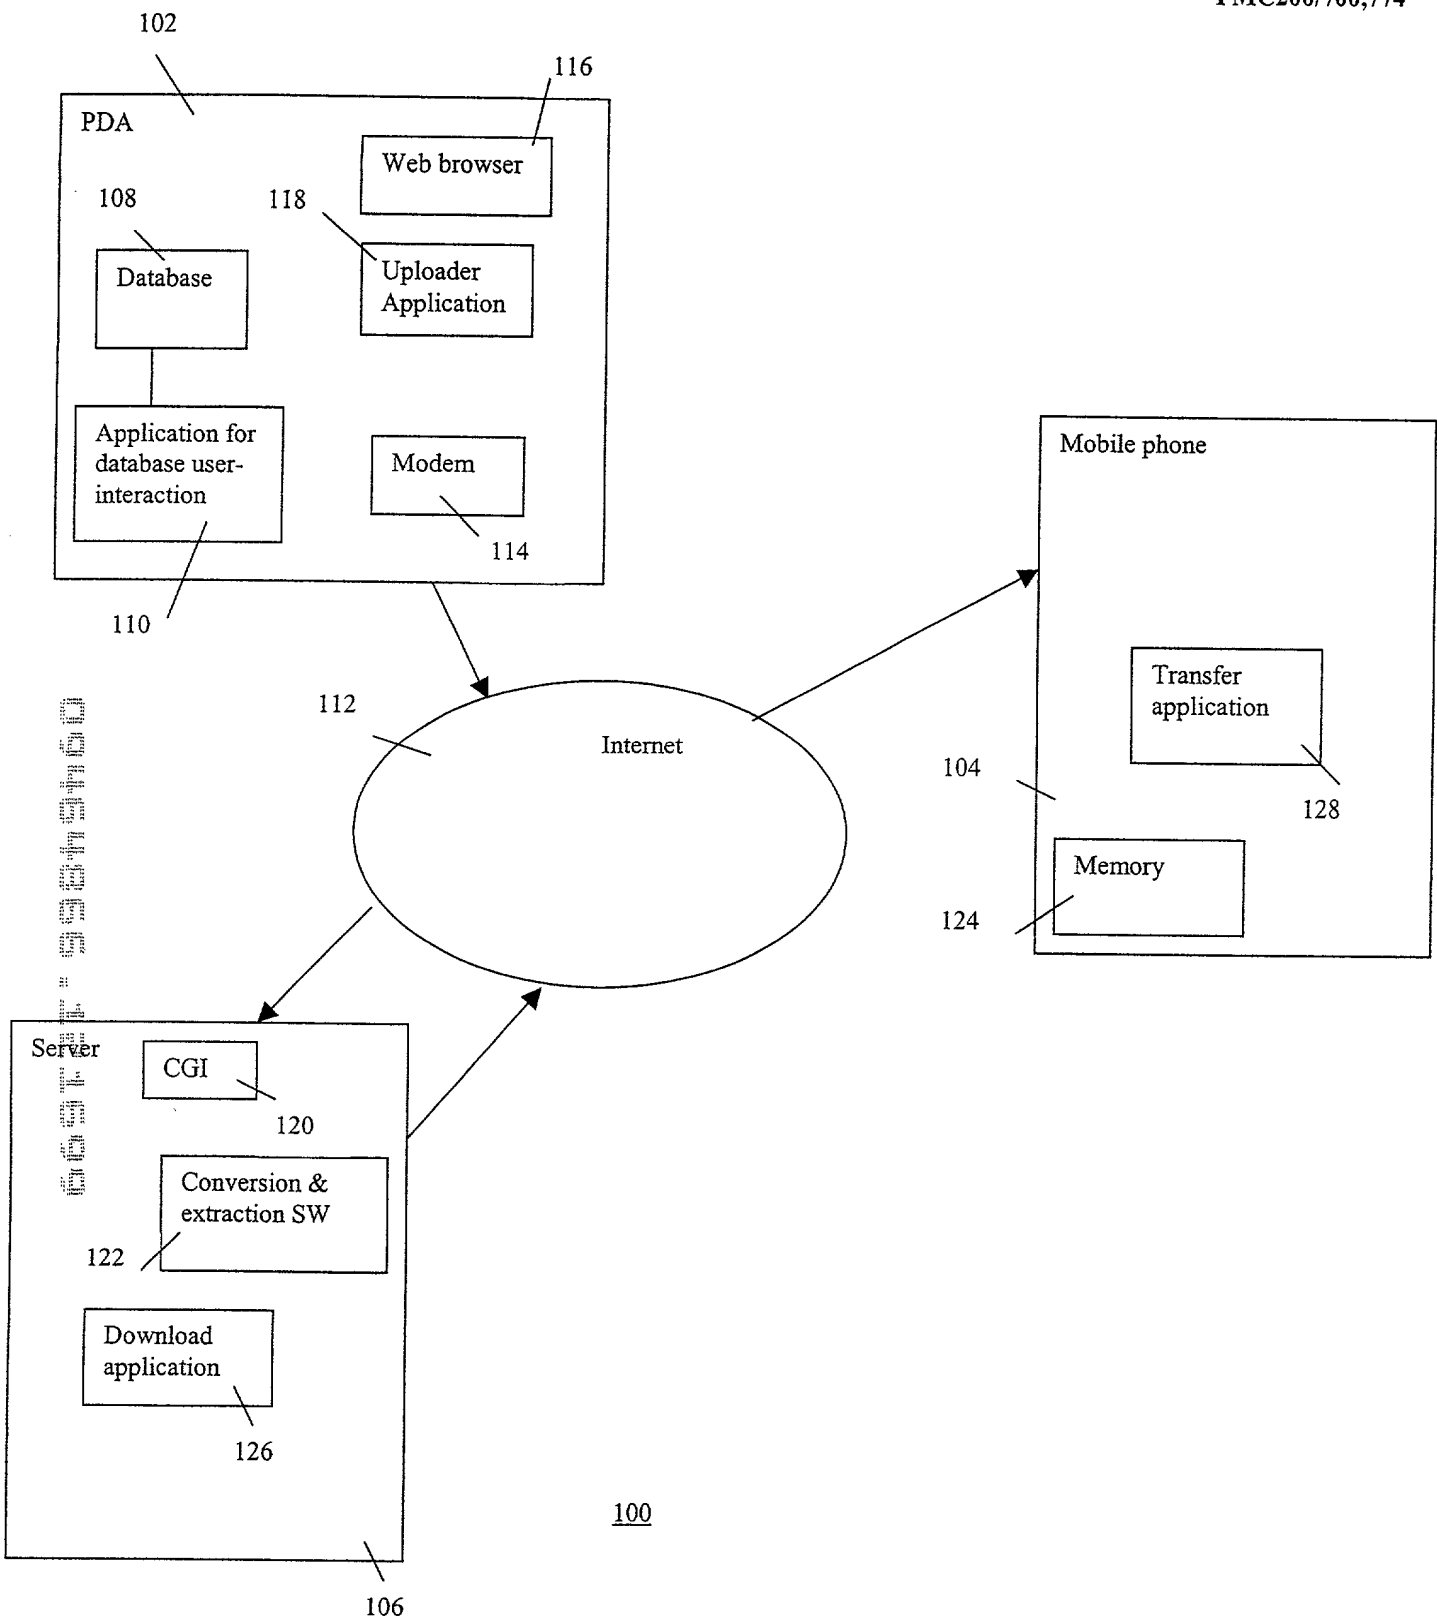 102
116
PDA
Web browser
108
118
Database
Uploader
Application
Application for
database user-
interaction
Modem
114
110
Mobile phone
112
Internet
Transfer
application
104
128
Memory
124
Server
CGI
120
Conversion &
extraction SW
122
Download
application
126
100
106